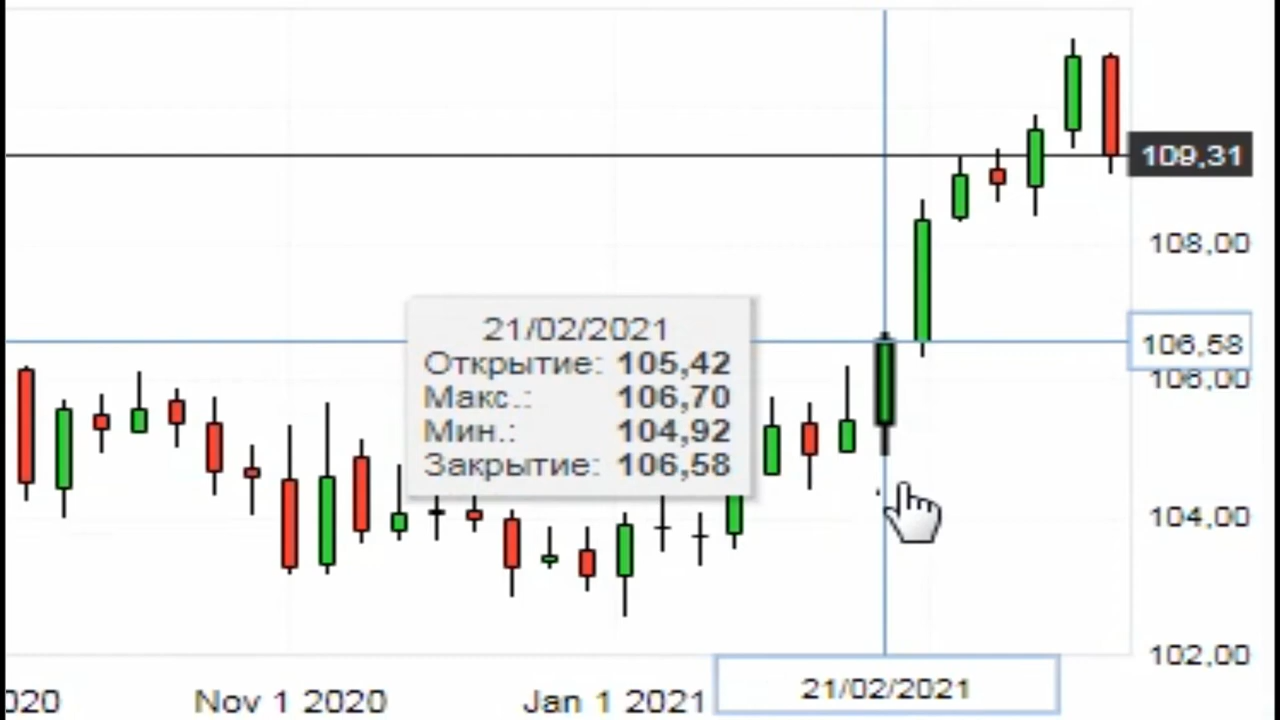 109,31
108,00
21/02/2021
Открытие: 105,42
Макс.: 106,70
Мин.: 104,92
Закрытие: 106,58
106,58
106,00
104,00
102,00
020 Nov 1 2020 Jan 1 2021 21/02/2021